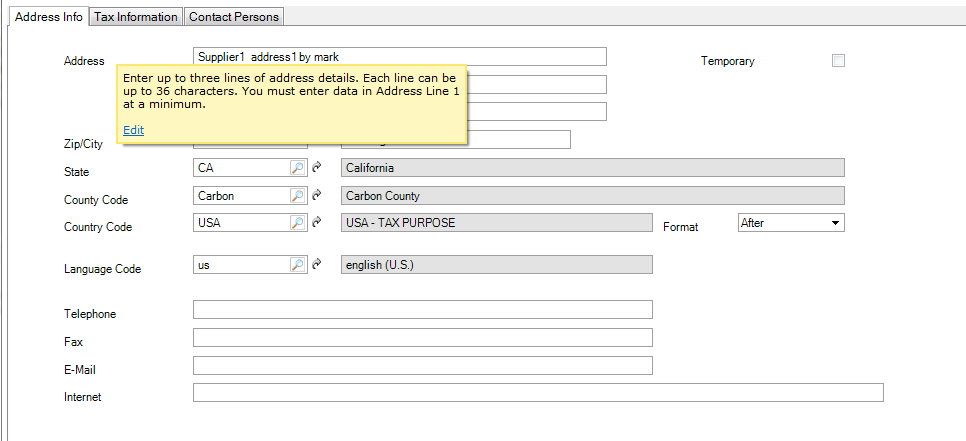 Address Info Tax Information Contact Persons
Address Supplier1 address1 by mark Temporary
Enter up to three lines of address details. Each line can be
up to 36 characters. You must enter data in Address Line 1
at a minimum.
Edit
Zip/City
State CA California
County Code Carbon Carbon County
Country Code USA USA - TAX PURPOSE Format After
Language Code us english (U.S.)
Telephone
Fax
E-Mail
Internet